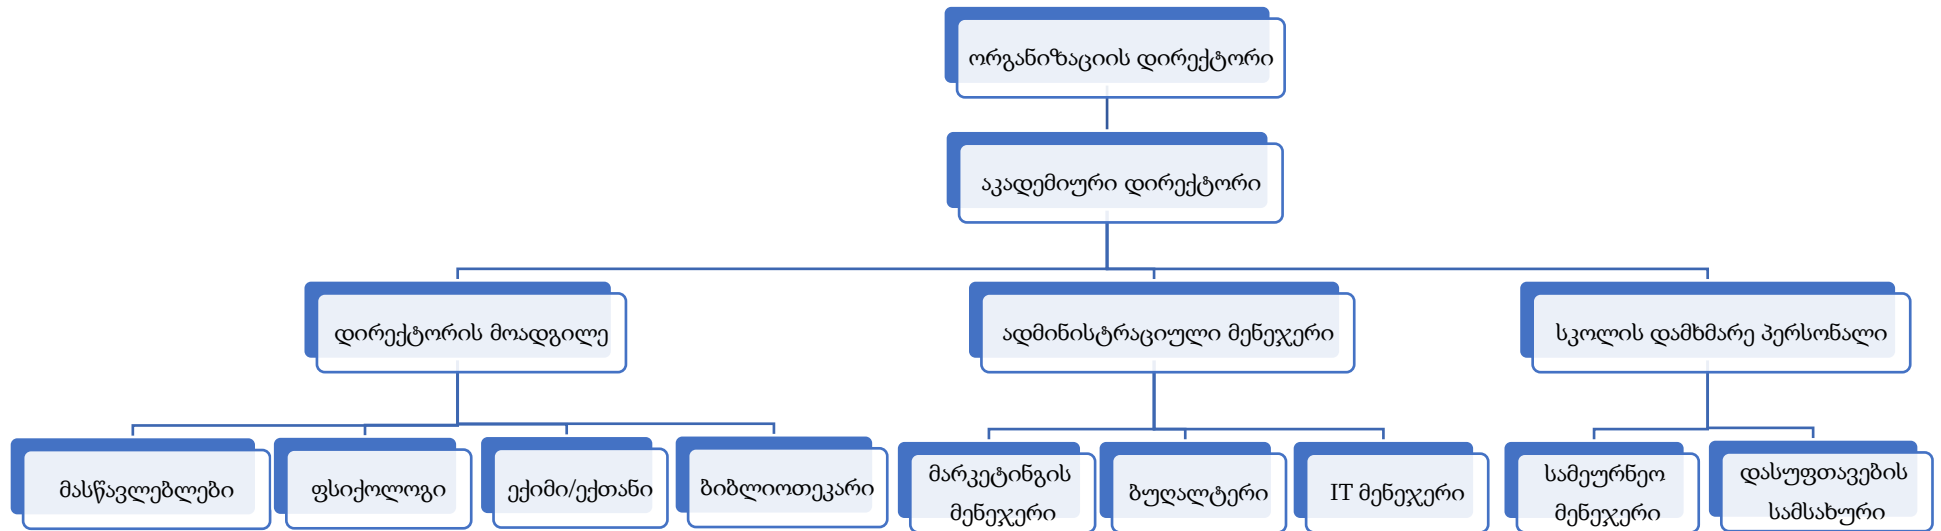 ორგანიზაციის დირექტორი
აკადემიური დირექტორი
დირექტორის მოადგილე
ადმინისტრაციული მენეჯერი
სკოლის დამხმარე პერსონალი
მასწავლებლები
ფსიქოლოგი
ექიმი/ექთანი
ბიბლიოთეკარი
მარკეტინგის
მენეჯერი
ბუღალტერი
IT მენეჯერი
სამეურნეო
მენეჯერი
დასუფთავების
სამსახური